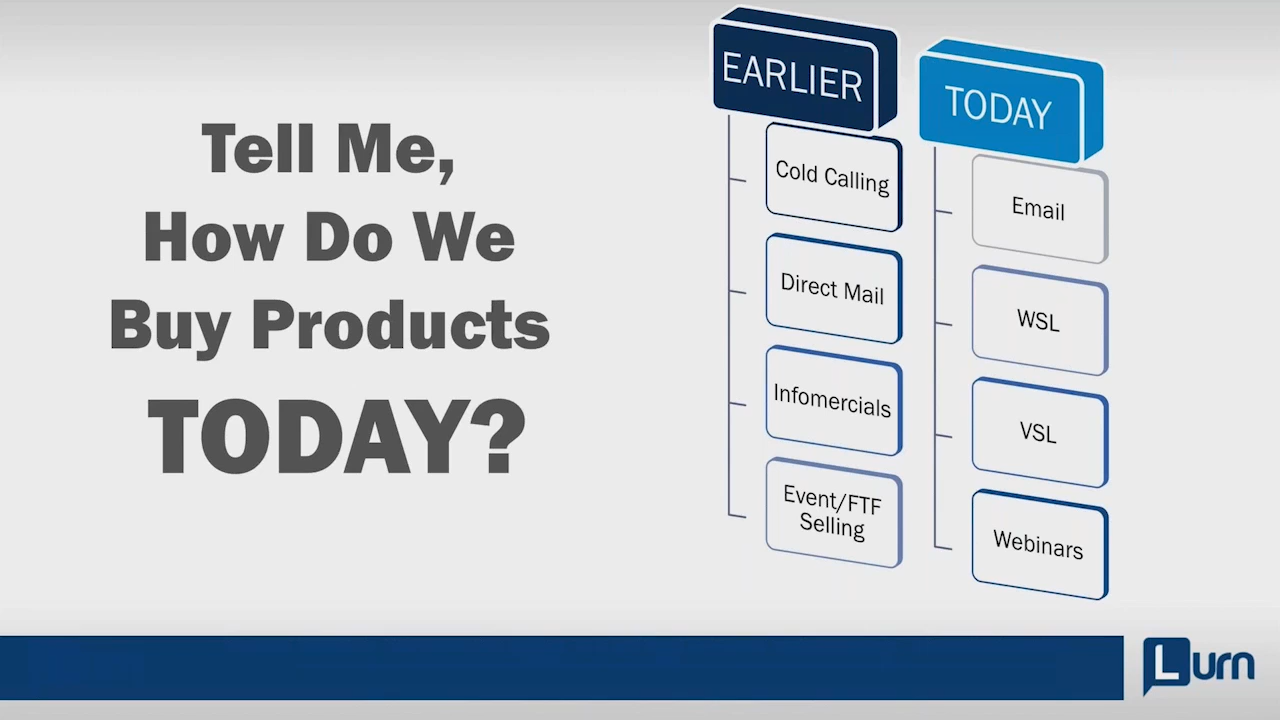 Tell Me,
How Do We
Buy Products
TODAY?
EARLIER
Cold Calling
Direct Mail
Infomercials
Event/FTF
Selling
TODAY
Email
WSL
VSL
Webinars
Lurn